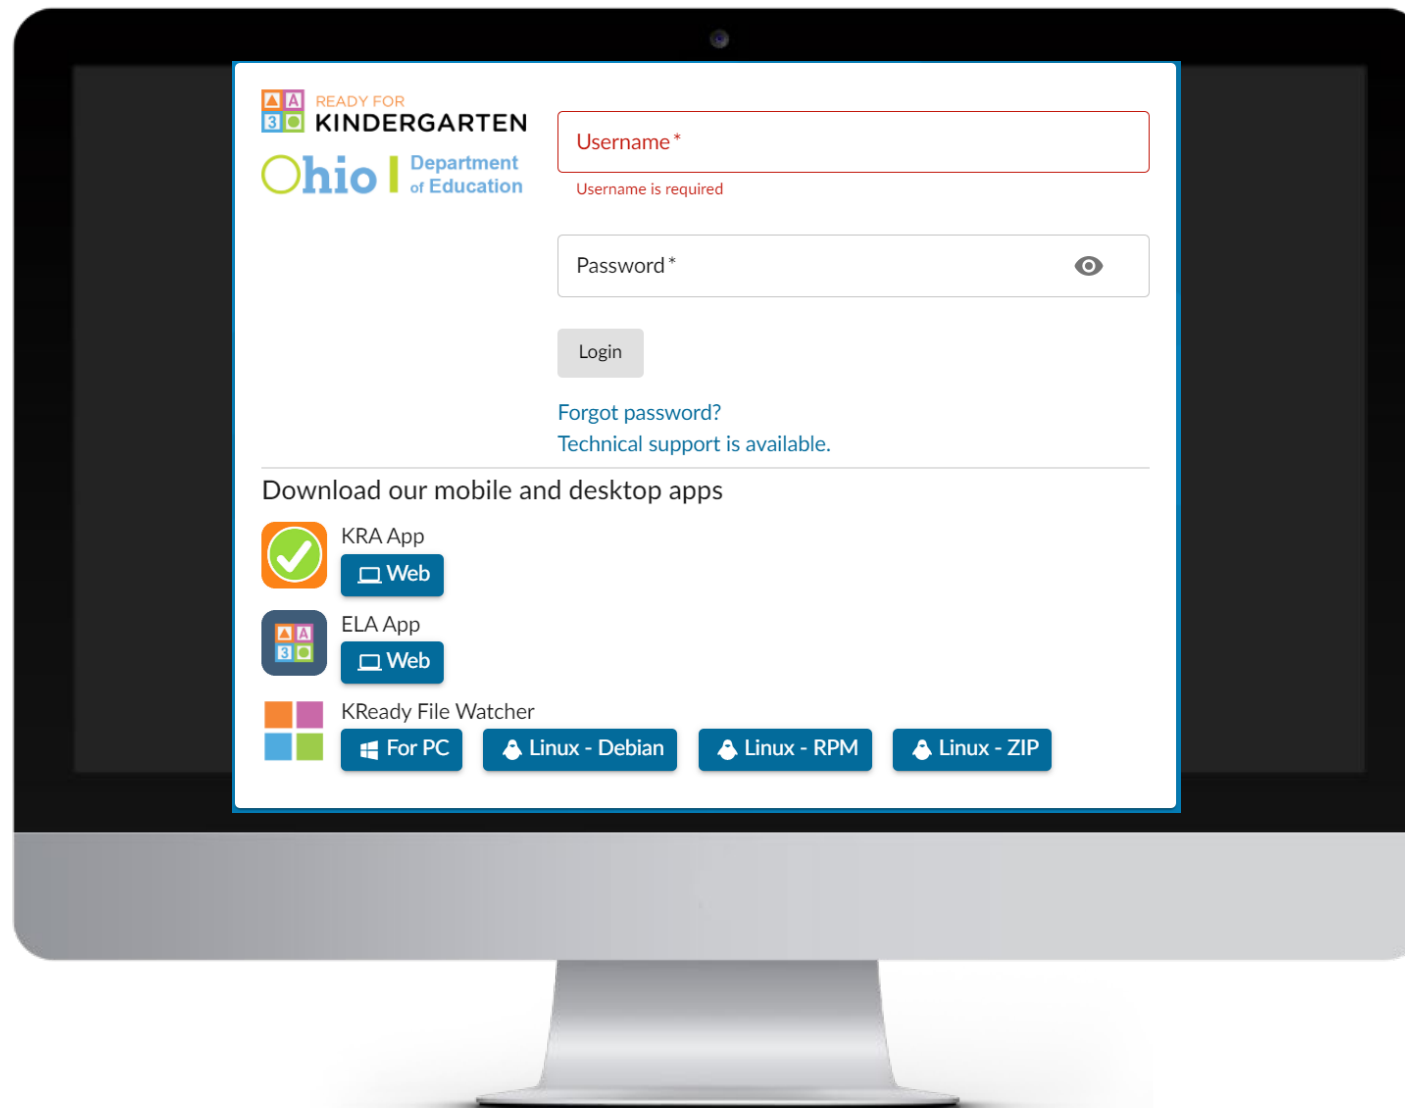 READY FOR
KINDERGARTEN
Ohio Department
of Education
Username *
Username is required
Password *
Login
Forgot password?
Technical support is available.
Download our mobile and desktop apps
KRA App
Web
ELA App
Web
KReady File Watcher
For PC
Linux - Debian
Linux - RPM
Linux - ZIP